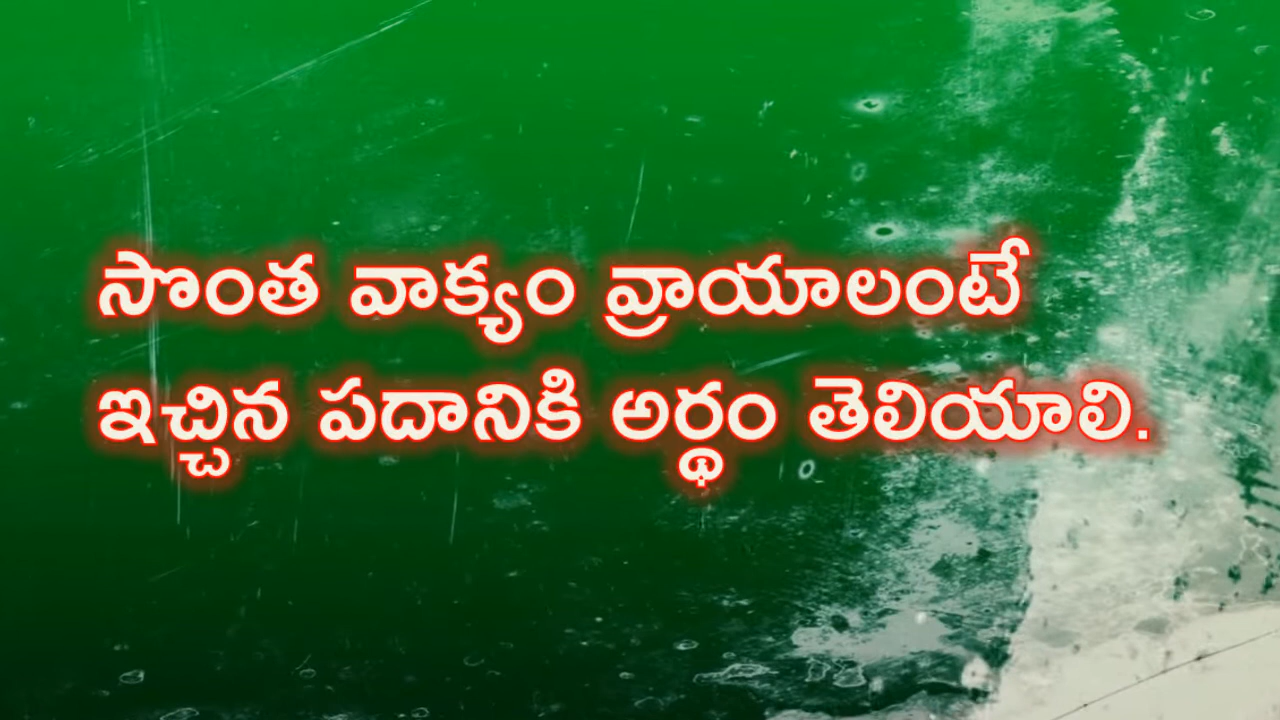 సొంత వాక్యం వ్రాయాలంటే
ఇచ్చిన పదానికి అర్థం తెలియాలి.